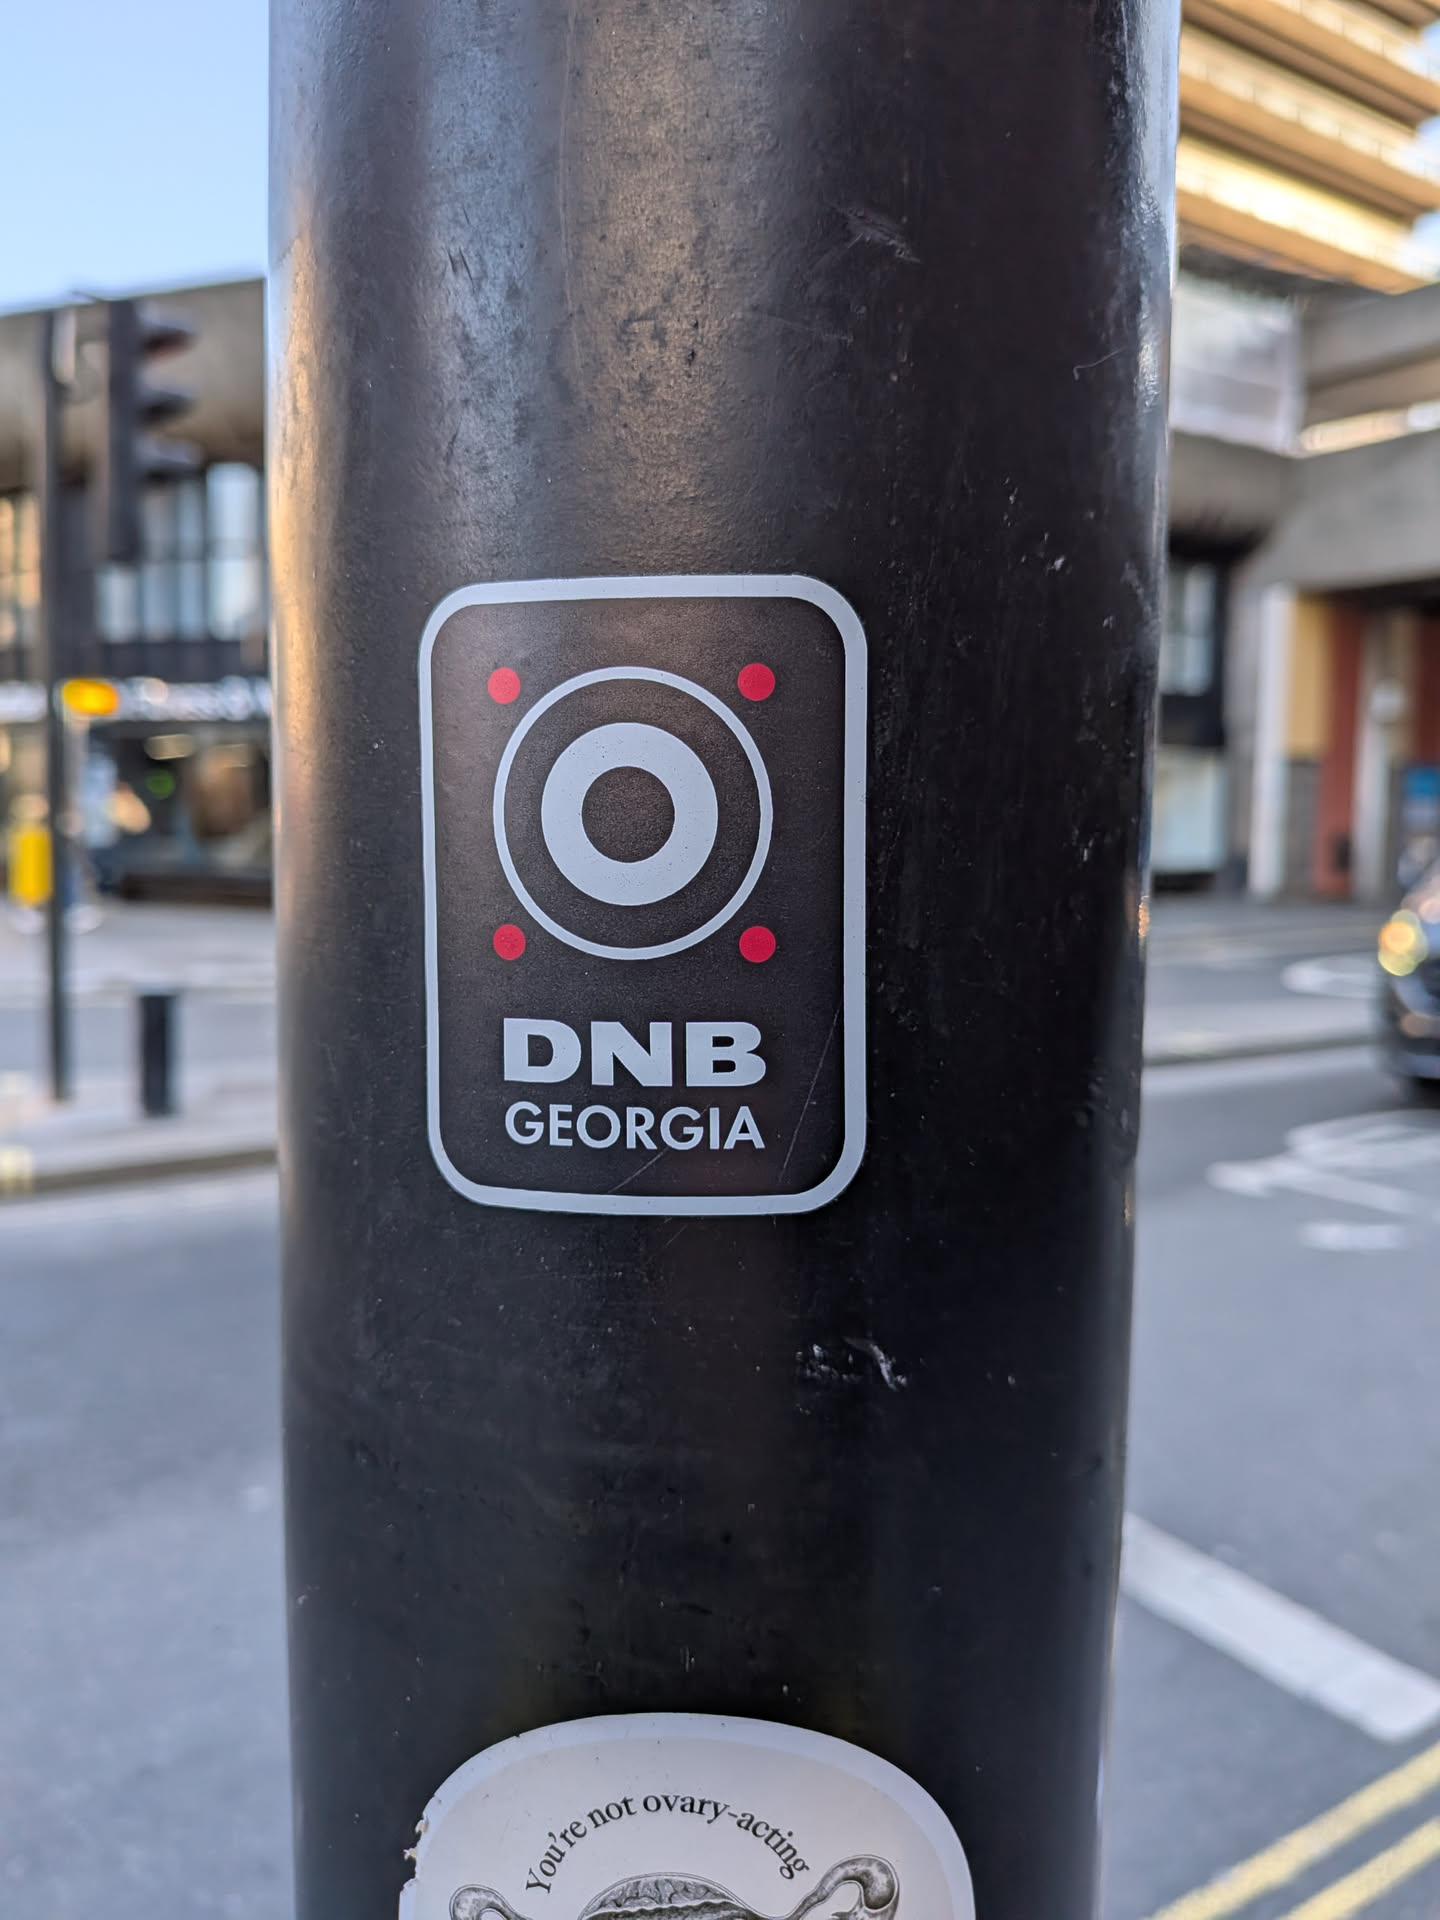 DNB
GEORGIA
You're not ovary-acting